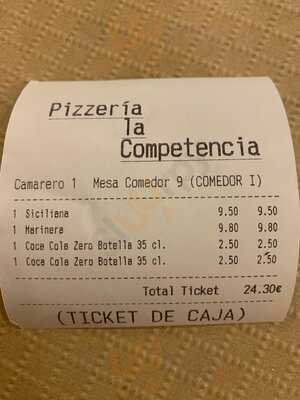 Pizzería
la
Competencia
Camarero 1 Mesa Comedor 9 (COMEDOR I)
1 Siciliana 9.50 9.50
1 Marinera 9.80 9.80
1 Coca Cola Zero Botella 35 cl. 2.50 2.50
1 Coca Cola Zero Botella 35 cl. 2.50 2.50
Total Ticket 24.30€
(TICKET DE CAJA)